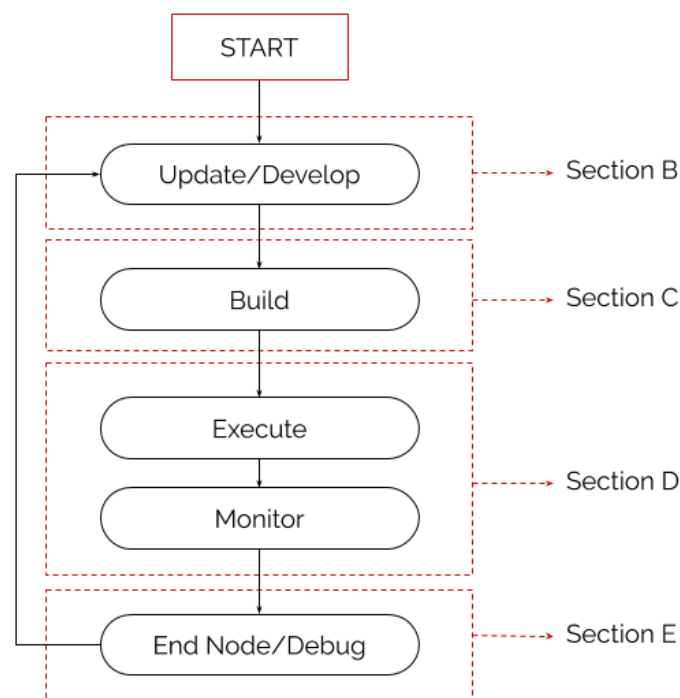 START
Update/Develop
Section B
Build
Section C
Execute
Section D
Monitor
End Node/Debug
Section E